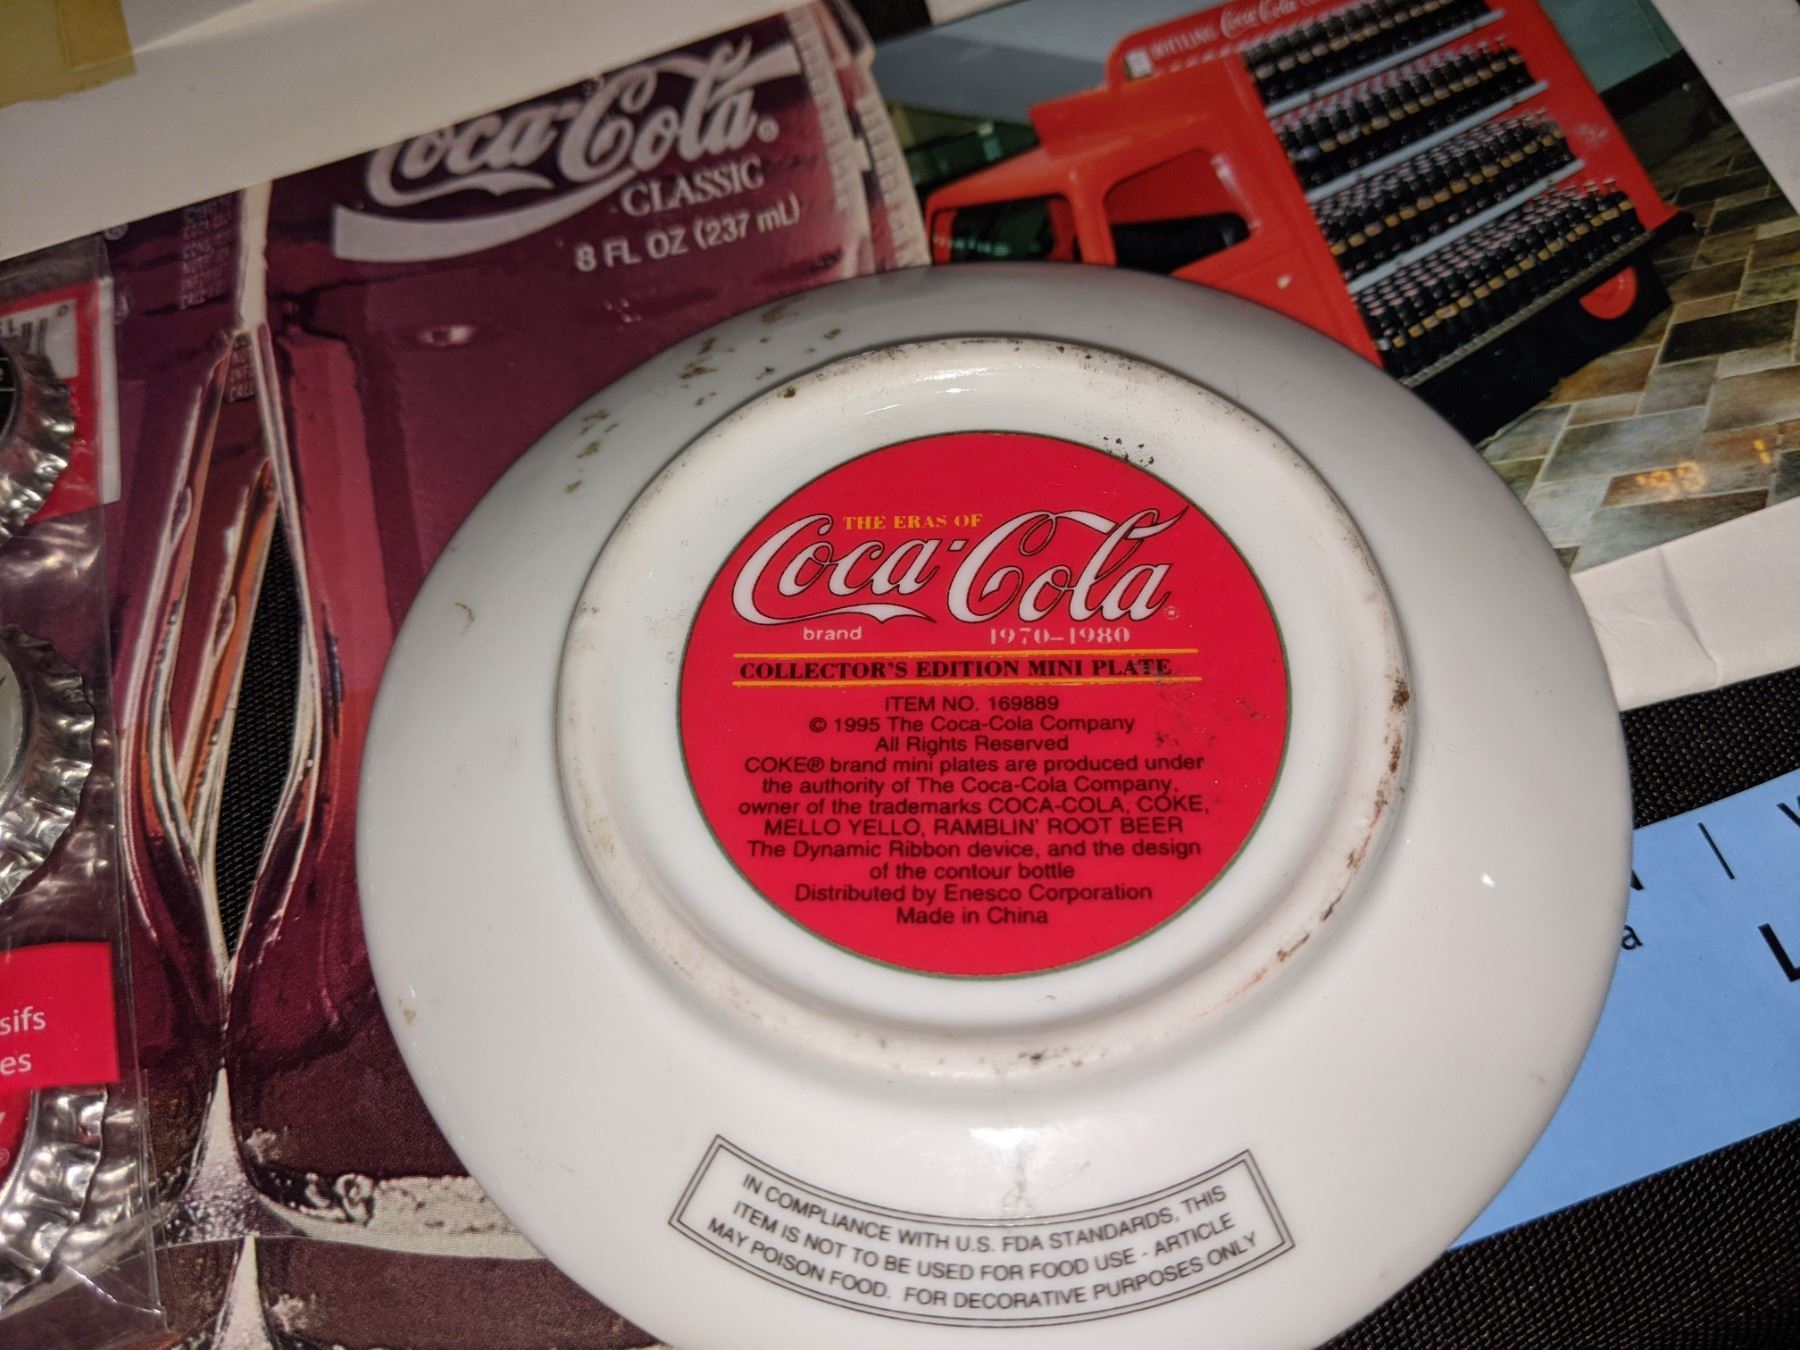 Coca-Cola
CLASSIC
8 FL OZ (237 mL)
Coca-Cola
THE ERAS OF
Coca-Cola
brand 1970-1980
COLLECTOR'S EDITION MINI PLATE
ITEM NO. 169889
© 1995 The Coca-Cola Company
All Rights Reserved
COKE® brand mini plates are produced under
the authority of The Coca-Cola Company,
owner of the trademarks COCA-COLA, COKE,
MELLO YELLO, RAMBLIN' ROOT BEER
The Dynamic Ribbon device, and the design
of the contour bottle
Distributed by Enesco Corporation
Made in China
IN COMPLIANCE WITH U.S. FDA STANDARDS, THIS
ITEM IS NOT TO BE USED FOR FOOD USE - ARTICLE
MAY POISON FOOD. FOR DECORATIVE PURPOSES ONLY
sifs
es